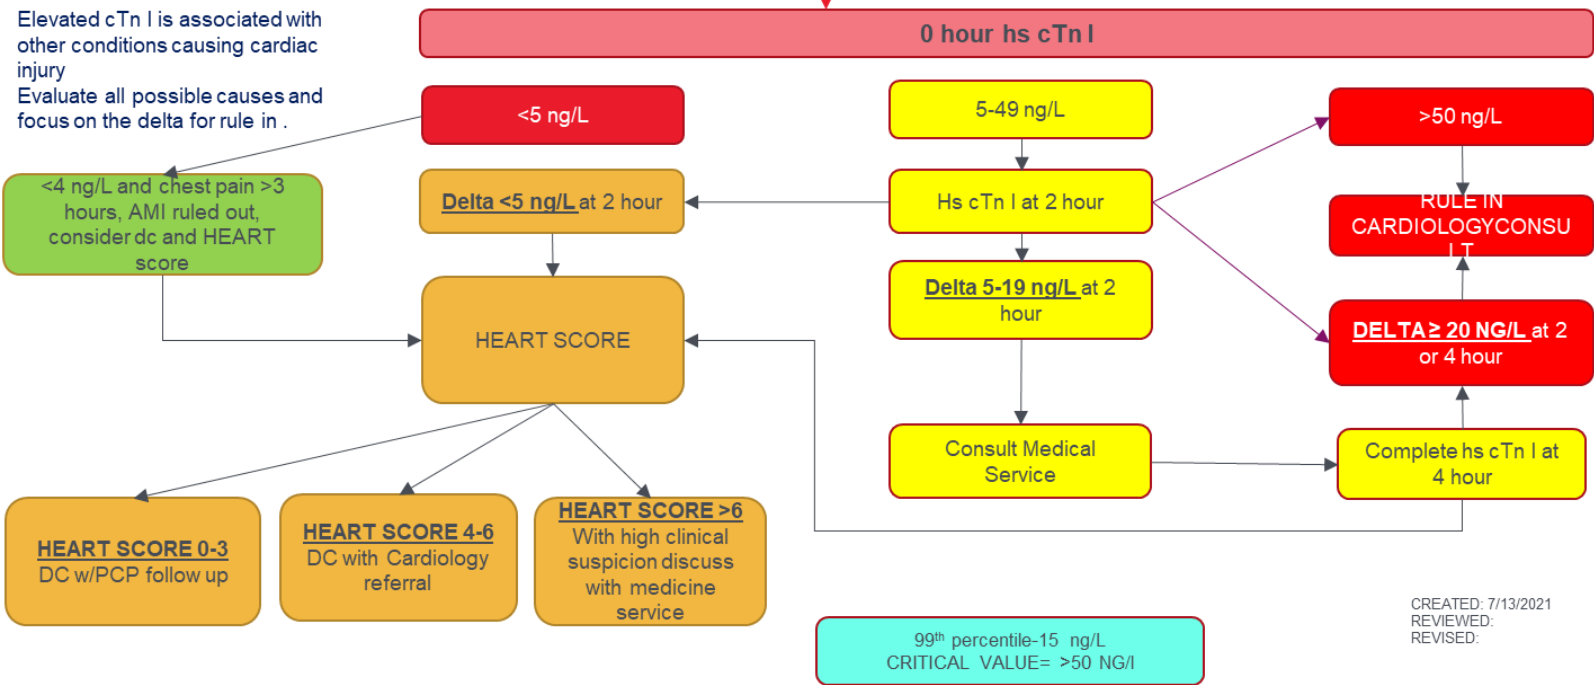 Elevated cTn I is associated with
other conditions causing cardiac
injury
Evaluate all possible causes and
focus on the delta for rule in .
0 hour hs cTn I
<5 ng/L
5-49 ng/L
>50 ng/L
<4 ng/L and chest pain >3
hours, AMI ruled out,
consider dc and HEART
score
Delta <5 ng/L at 2 hour
Hs cTn I at 2 hour
RULE IN
CARDIOLOGYCONSU
LT
HEART SCORE
Delta 5-19 ng/L at 2
hour
DELTA ≥ 20 NG/L at 2
or 4 hour
Consult Medical
Service
Complete hs cTn I at
4 hour
HEART SCORE 0-3
DC w/PCP follow up
HEART SCORE 4-6
DC with Cardiology
referral
HEART SCORE >6
With high clinical
suspicion discuss
with medicine
service
99th percentile-15 ng/L
CRITICAL VALUE= >50 NG/l
CREATED: 7/13/2021
REVIEWED:
REVISED: